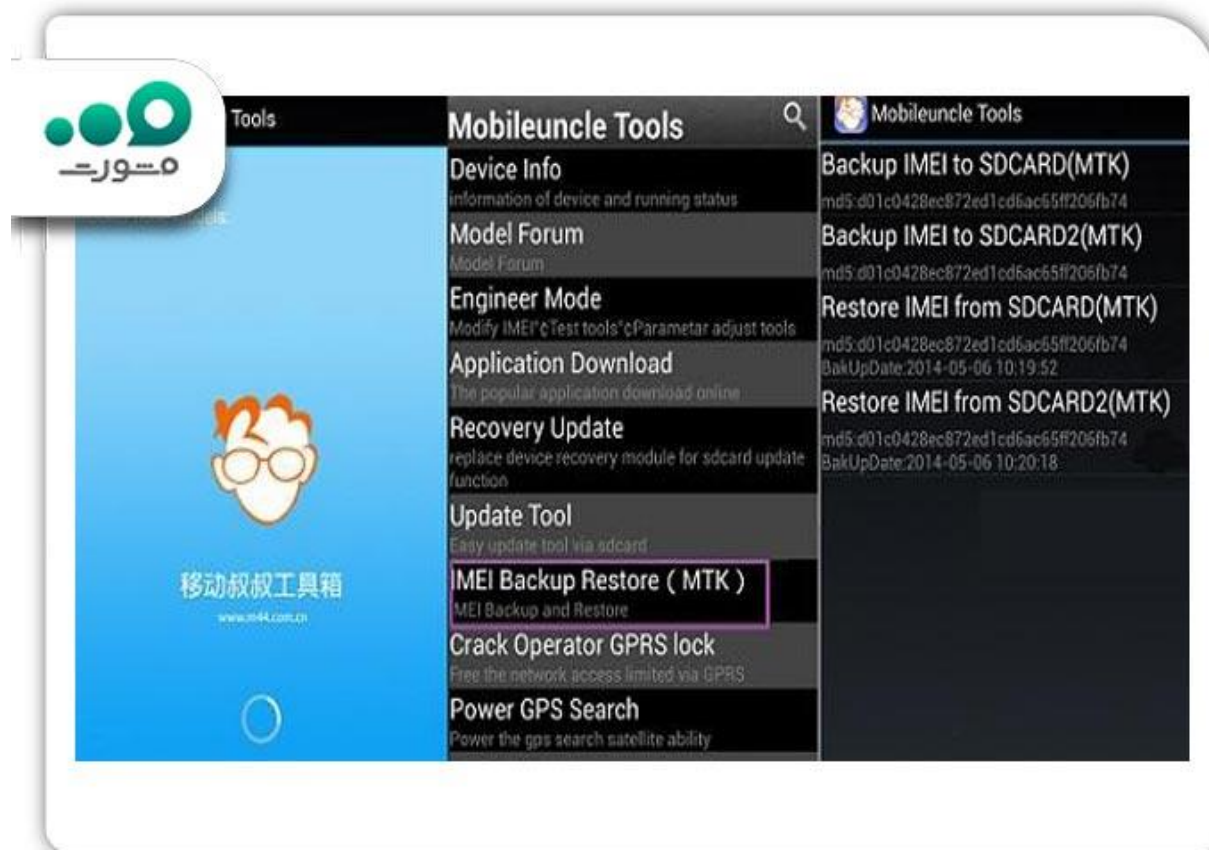 مشورت
Tools
移动叔叔工具箱
www.m44.com.cn
Mobileuncle Tools
Device Info
information of device and running status
Model Forum
Model Forum
Engineer Mode
Modify IMEI"¢Test tools"¢Parametar adjust tools
Application Download
The popular application download online
Recovery Update
replace device recovery module for sdcard update
function
Update Tool
Easy update tool via sdcard
IMEI Backup Restore ( MTK )
IMEI Backup and Restore
Crack Operator GPRS lock
Free the network access limited via GPRS
Power GPS Search
Power the gps search satellite ability
Mobileuncle Tools
Backup IMEI to SDCARD(MTK)
md5:d01c0428ec872ed1cd6ac65ff206fb74
Backup IMEI to SDCARD2(MTK)
md5:d01c0428ec872ed1cd6ac65ff206fb74
Restore IMEI from SDCARD(MTK)
md5:d01c0428ec872ed1cd6ac65ff206fb74
BakUpDate:2014-05-06 10:19:52
Restore IMEI from SDCARD2(MTK)
md5:d01c0428ec872ed1cd6ac65ff206fb74
BakUpDate:2014-05-06 10:20:18